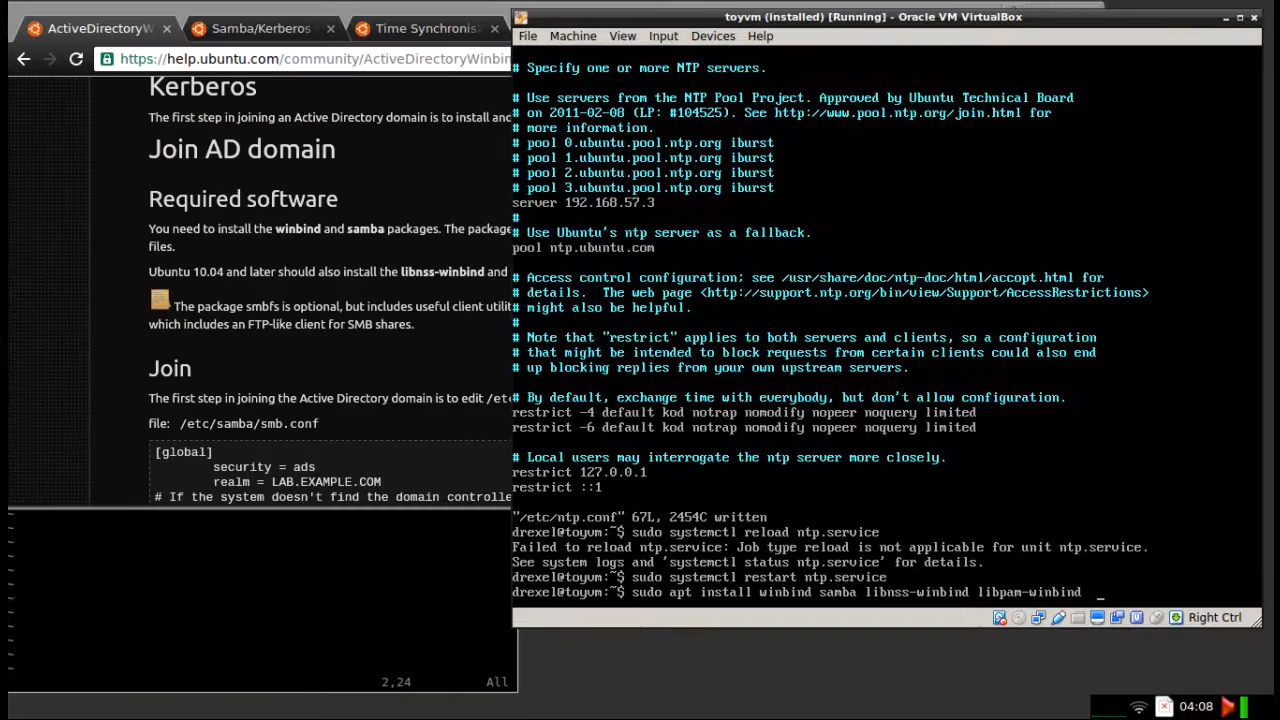 ActiveDirectoryW
Samba/Kerberos
Time Synchronis
https://help.ubuntu.com/community/ActiveDirectoryWinbin
Kerberos
The first step in joining an Active Directory domain is to install and
Join AD domain
Required software
You need to install the winbind and samba packages. The package
files.
Ubuntu 10.04 and later should also install the libnss-winbind and
The package smbfs is optional, but includes useful client utilit
which includes an FTP-like client for SMB shares.
Join
The first step in joining the Active Directory domain is to edit /etc
file: /etc/samba/smb.conf
[global]
security = ads
realm = LAB.EXAMPLE.COM
# If the system doesn't find the domain controlle
~
~
~
~
~
~
~
~
~
~
~
2,24 All
toyvm (installed) [Running] - Oracle VM VirtualBox
File Machine View Input Devices Help
# Specify one or more NTP servers.
# Use servers from the NTP Pool Project. Approved by Ubuntu Technical Board
# on 2011-02-08 (LP: #104525). See http://www.pool.ntp.org/join.html for
# more information.
# pool 0.ubuntu.pool.ntp.org iburst
# pool 1.ubuntu.pool.ntp.org iburst
# pool 2.ubuntu.pool.ntp.org iburst
# pool 3.ubuntu.pool.ntp.org iburst
server 192.168.57.3
#
# Use Ubuntu's ntp server as a fallback.
pool ntp.ubuntu.com
# Access control configuration; see /usr/share/doc/ntp-doc/html/accopt.html for
# details.  The web page <http://support.ntp.org/bin/view/Support/AccessRestrictions>
# might also be helpful.
#
# Note that "restrict" applies to both servers and clients, so a configuration
# that might be intended to block requests from certain clients could also end
# up blocking replies from your own upstream servers.
# By default, exchange time with everybody, but don't allow configuration.
restrict -4 default kod notrap nomodify nopeer noquery limited
restrict -6 default kod notrap nomodify nopeer noquery limited
# Local users may interrogate the ntp server more closely.
restrict 127.0.0.1
restrict ::1
"/etc/ntp.conf" 67L, 2454C written
drexel@toyvm:~$ sudo systemctl reload ntp.service
Failed to reload ntp.service: Job type reload is not applicable for unit ntp.service.
See system logs and 'systemctl status ntp.service' for details.
drexel@toyvm:~$ sudo systemctl restart ntp.service
drexel@toyvm:~$ sudo apt install winbind samba libnss-winbind libpam-winbind _
Right Ctrl
04:08